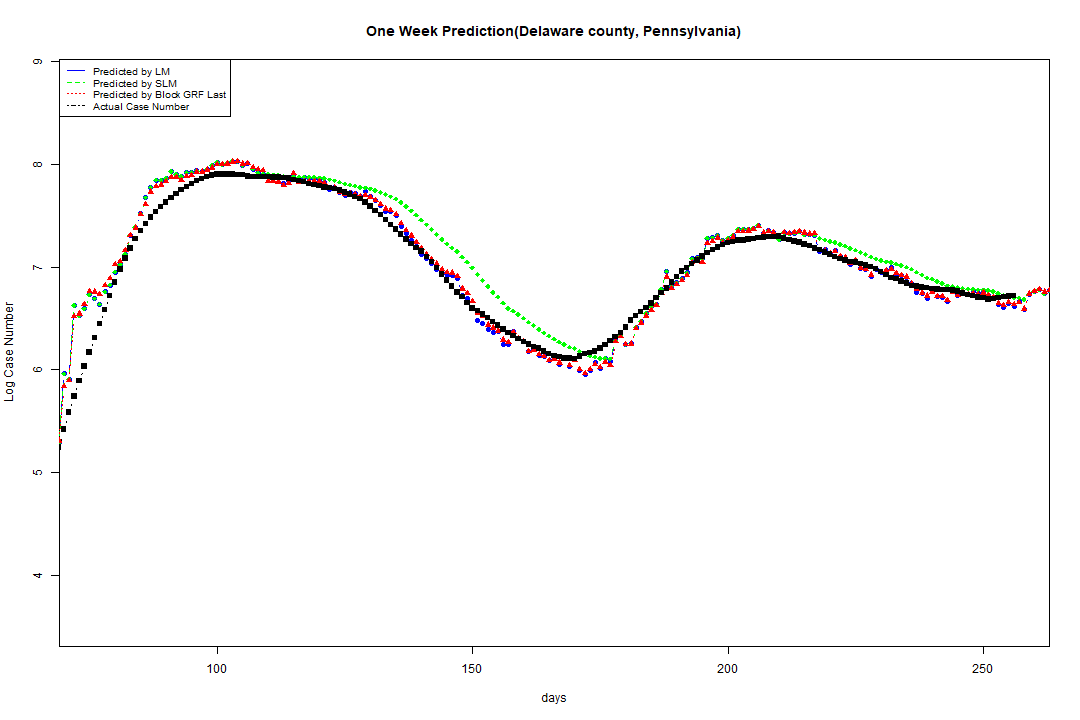 One Week Prediction(Delaware county, Pennsylvania)
9
Predicted by LM
Predicted by SLM
Predicted by Block GRF Last
Actual Case Number
8
7
6
5
4
Log Case Number
100 150 200 250
days